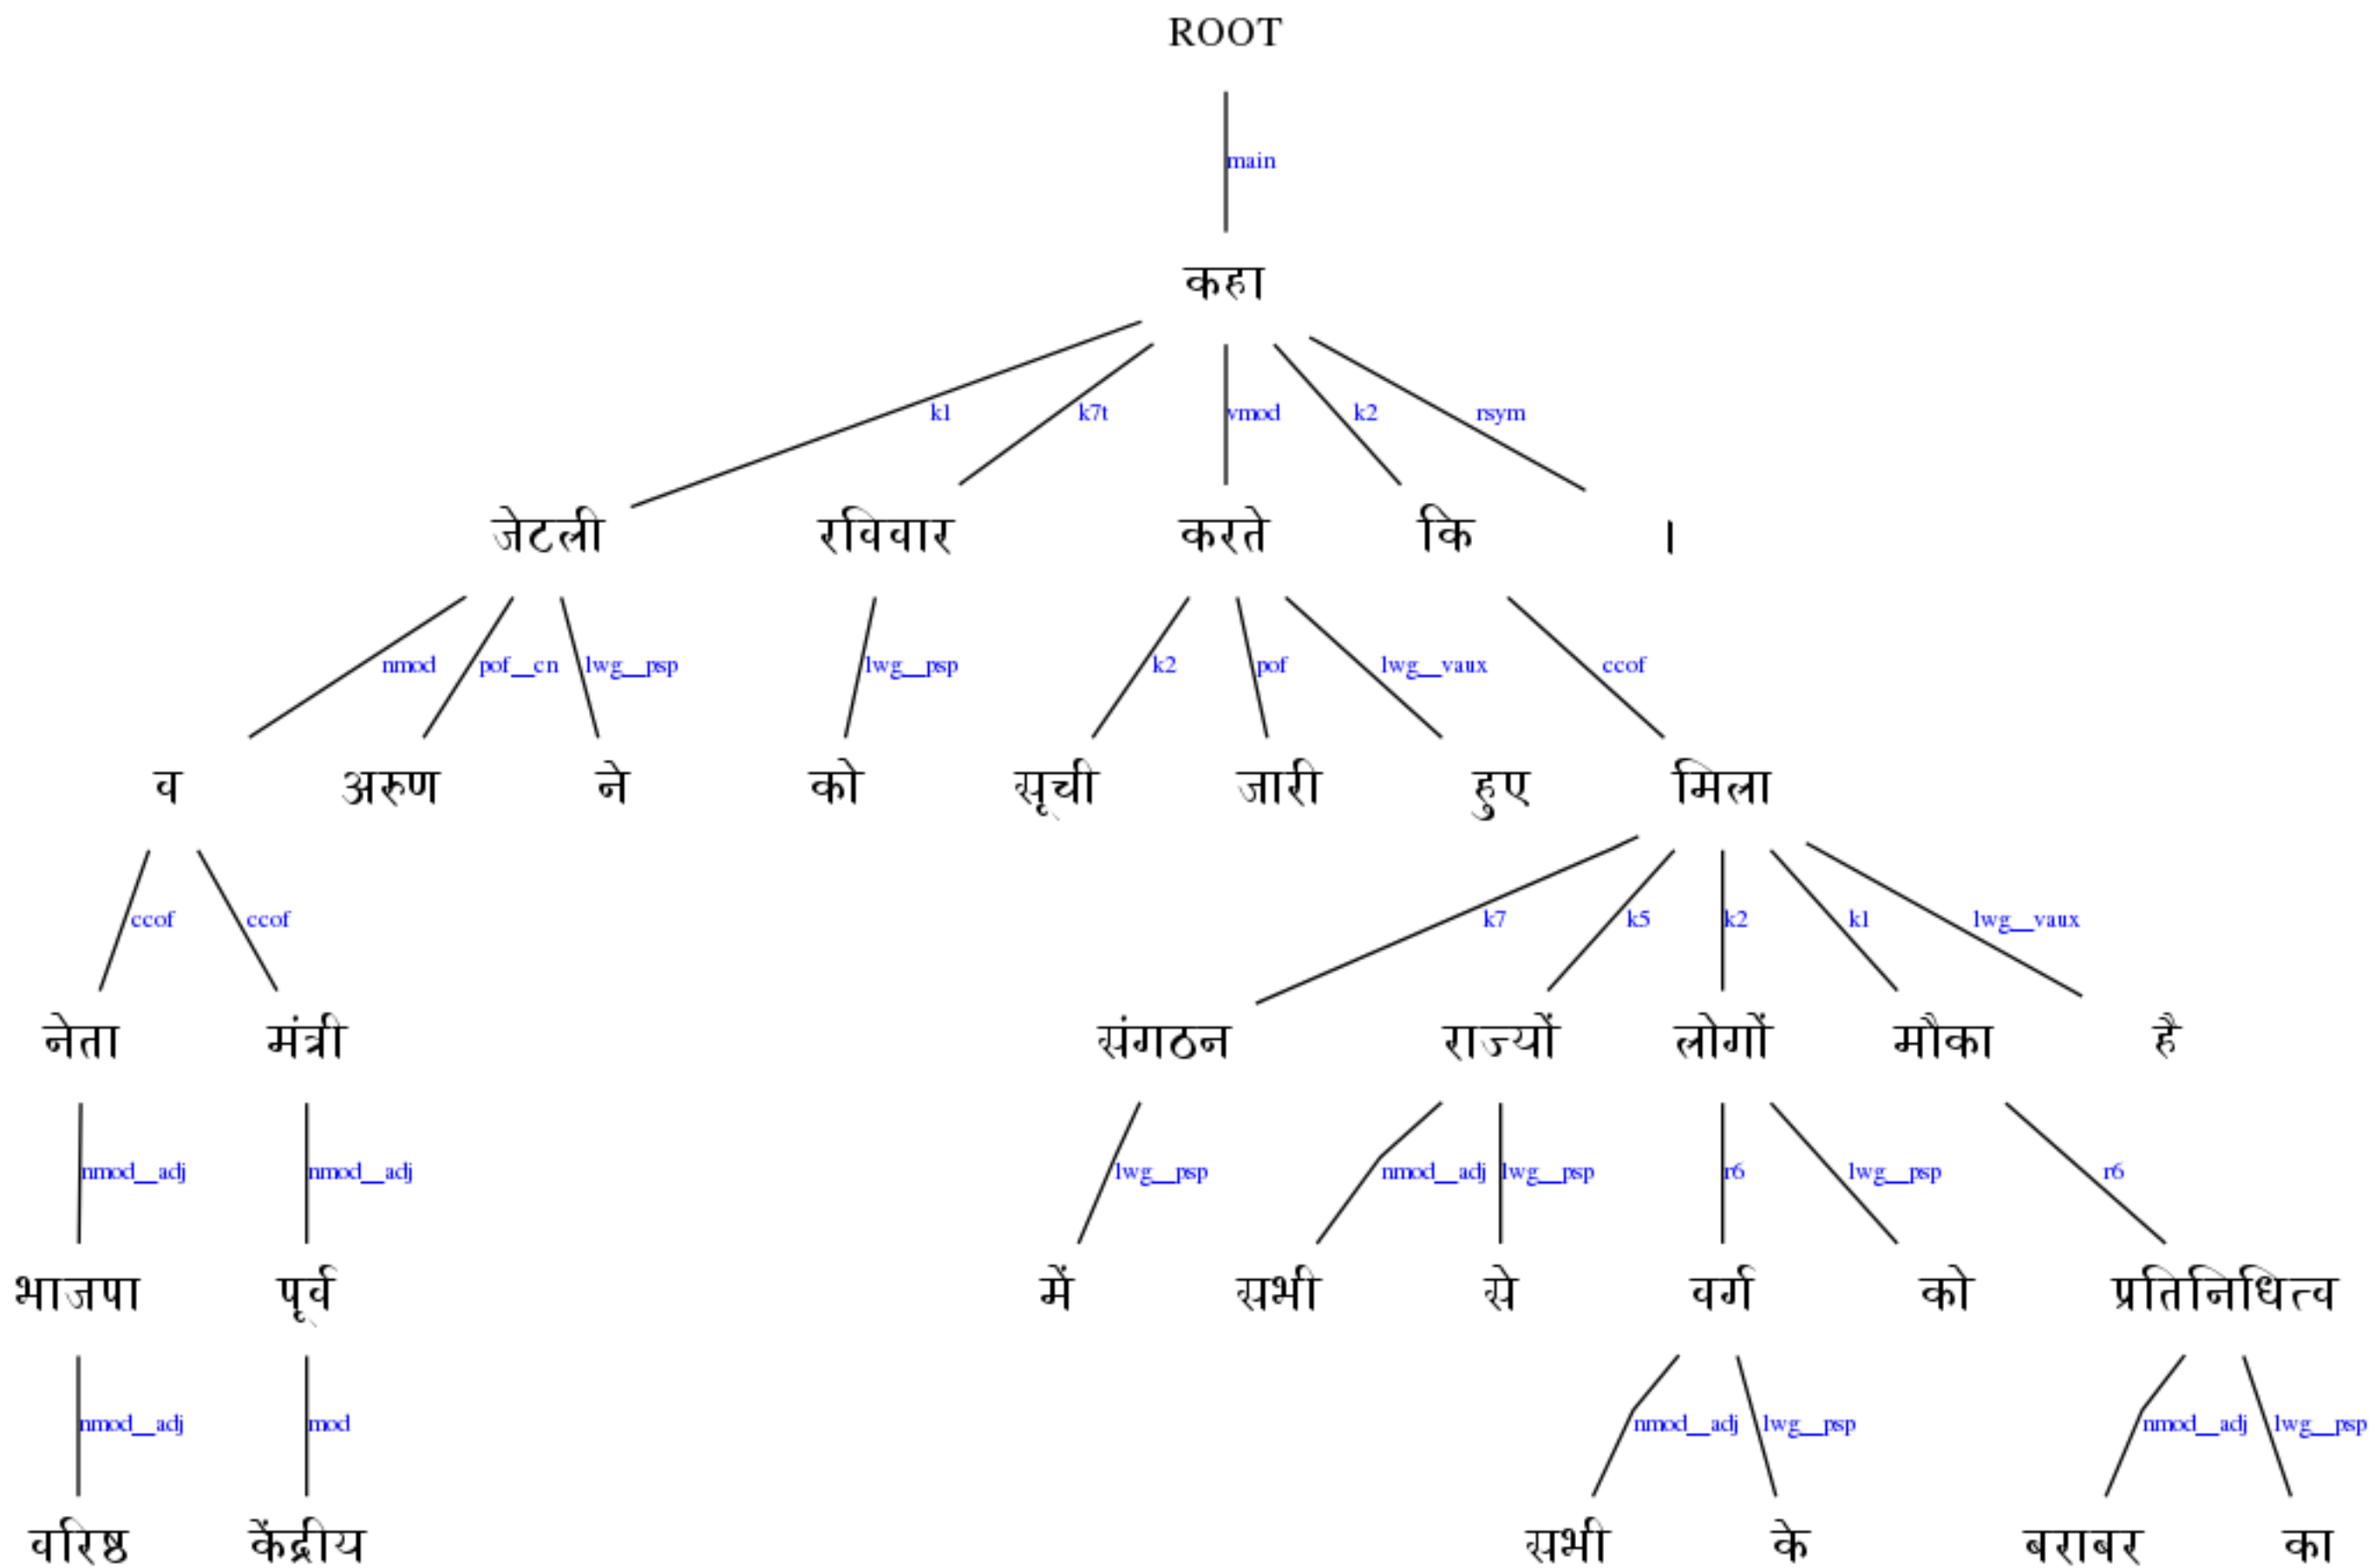 ROOT
main
कहा
k1 k7t vmod k2 rsym
जेटली रविवार करते कि ।
nmod pof__cn lwg__psp lwg__psp k2 pof lwg__vaux ccof
व अरुण ने को सूची जारी हुए मिला
ccof ccof k7 k5 k2 k1 lwg__vaux
नेता मंत्री संगठन राज्यों लोगों मौका है
nmod__adj nmod__adj lwg__psp nmod__adj lwg__psp r6 lwg__psp r6
भाजपा पूर्व में सभी से वर्ग को प्रतिनिधित्व
nmod__adj mod nmod__adj lwg__psp nmod__adj lwg__psp
वरिष्ठ केंद्रीय सभी के बराबर का